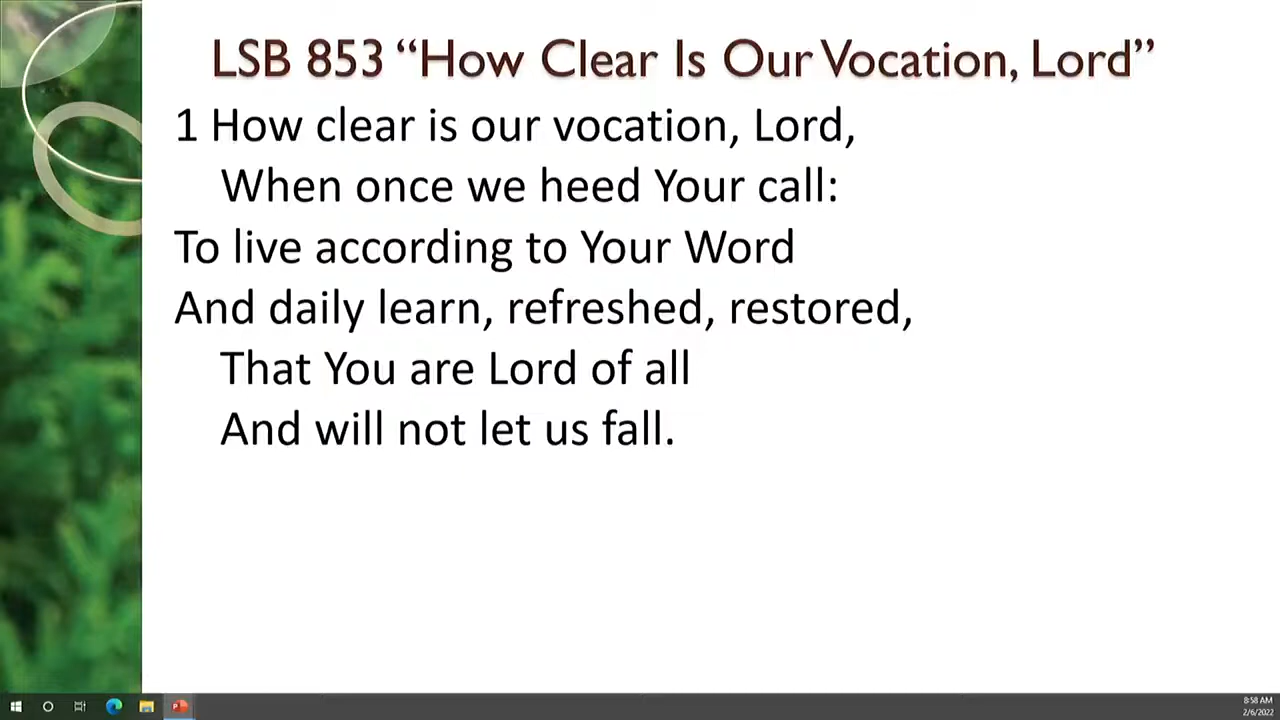 LSB 853 “How Clear Is Our Vocation, Lord”
1 How clear is our vocation, Lord,
When once we heed Your call:
To live according to Your Word
And daily learn, refreshed, restored,
That You are Lord of all
And will not let us fall.
8:58 AM
2/6/2022